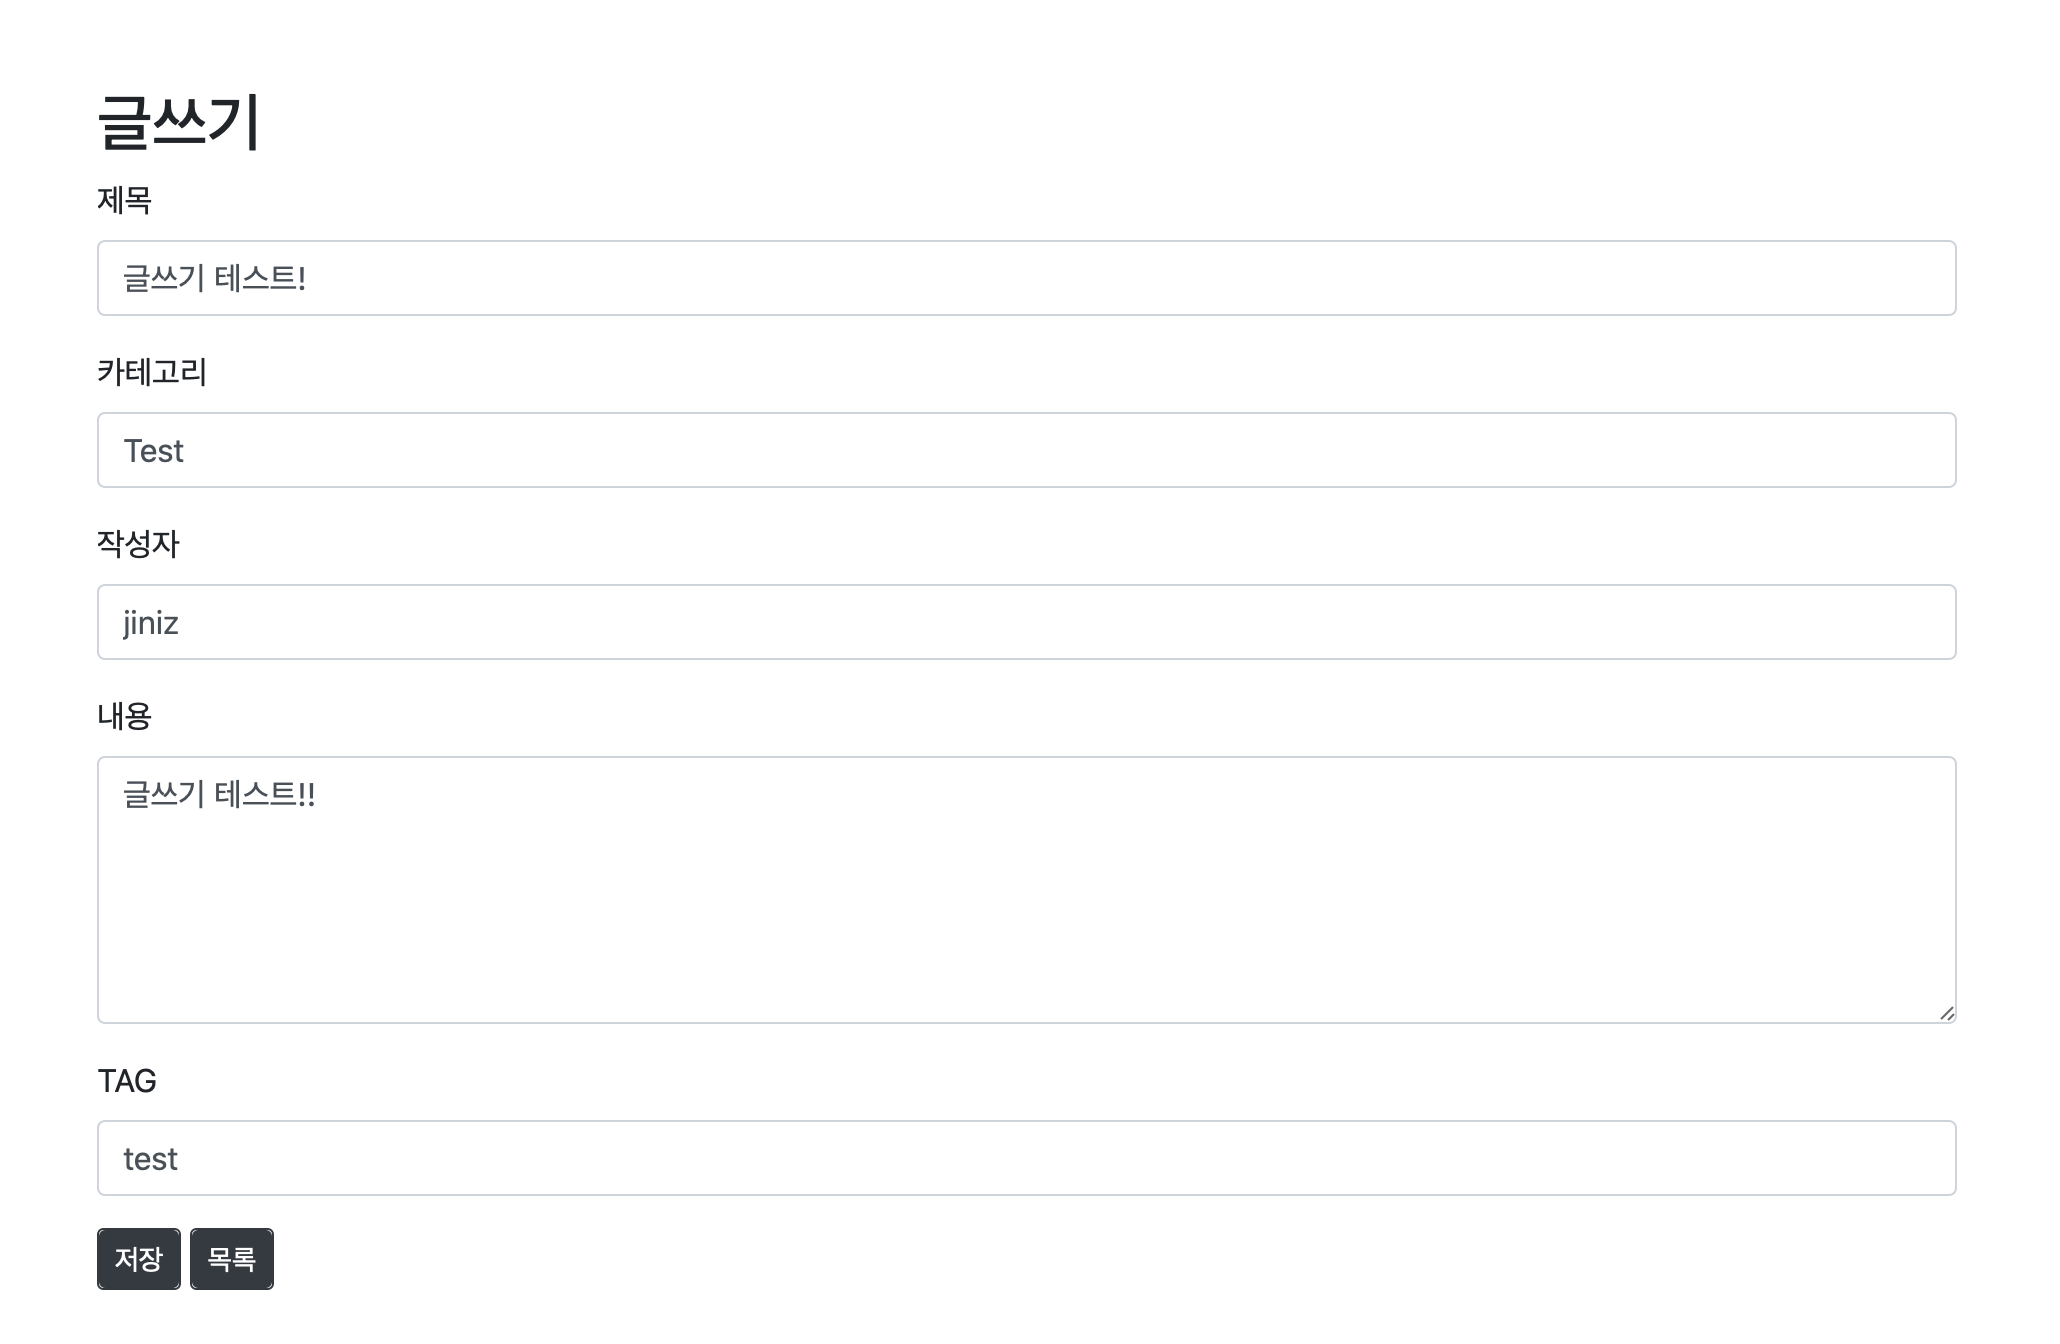 글쓰기
제목
글쓰기 테스트!
카테고리
Test
작성자
jiniz
내용
글쓰기 테스트!!
TAG
test
저장 목록